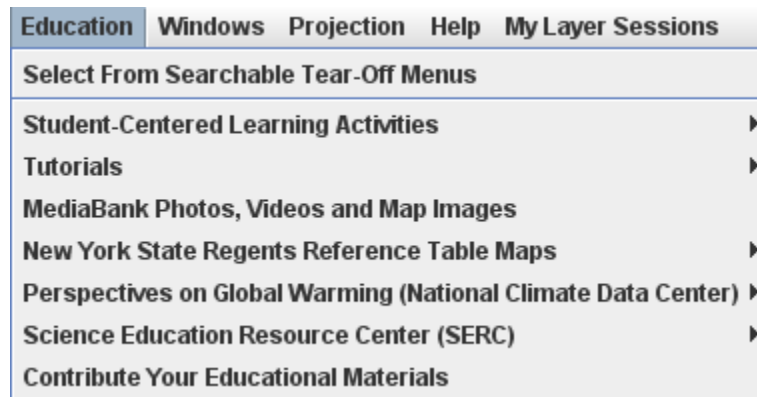 Education Windows Projection Help My Layer Sessions
Select From Searchable Tear-Off Menus
Student-Centered Learning Activities
Tutorials
MediaBank Photos, Videos and Map Images
New York State Regents Reference Table Maps
Perspectives on Global Warming (National Climate Data Center)
Science Education Resource Center (SERC)
Contribute Your Educational Materials